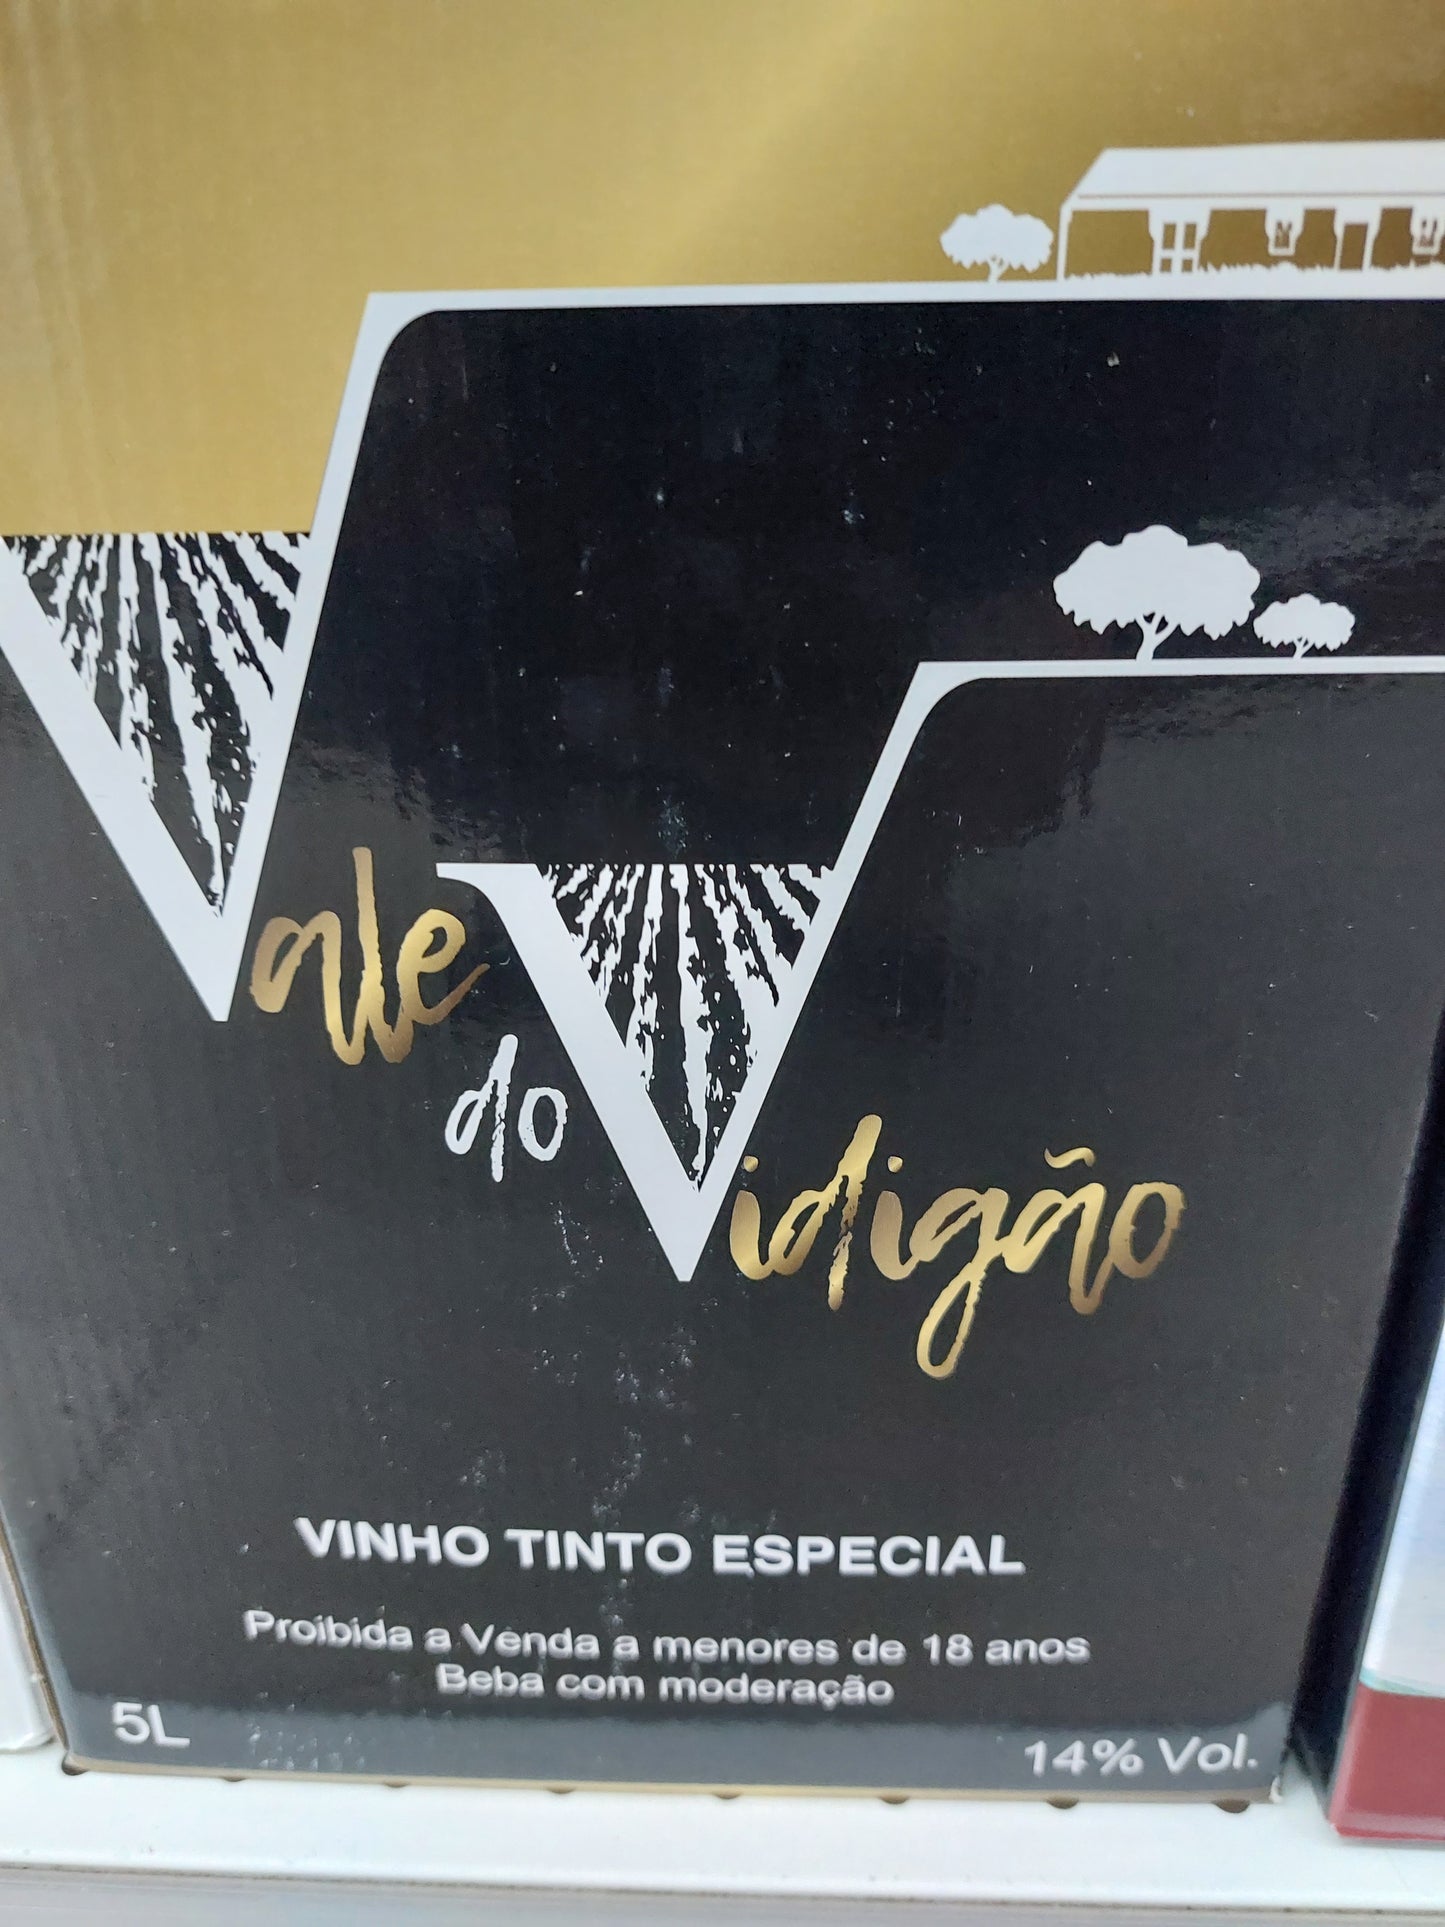 Vale
do
Vidigão
VINHO TINTO ESPECIAL
Proibida a Venda a menores de 18 anos
Beba com moderação
5L
14% Vol.